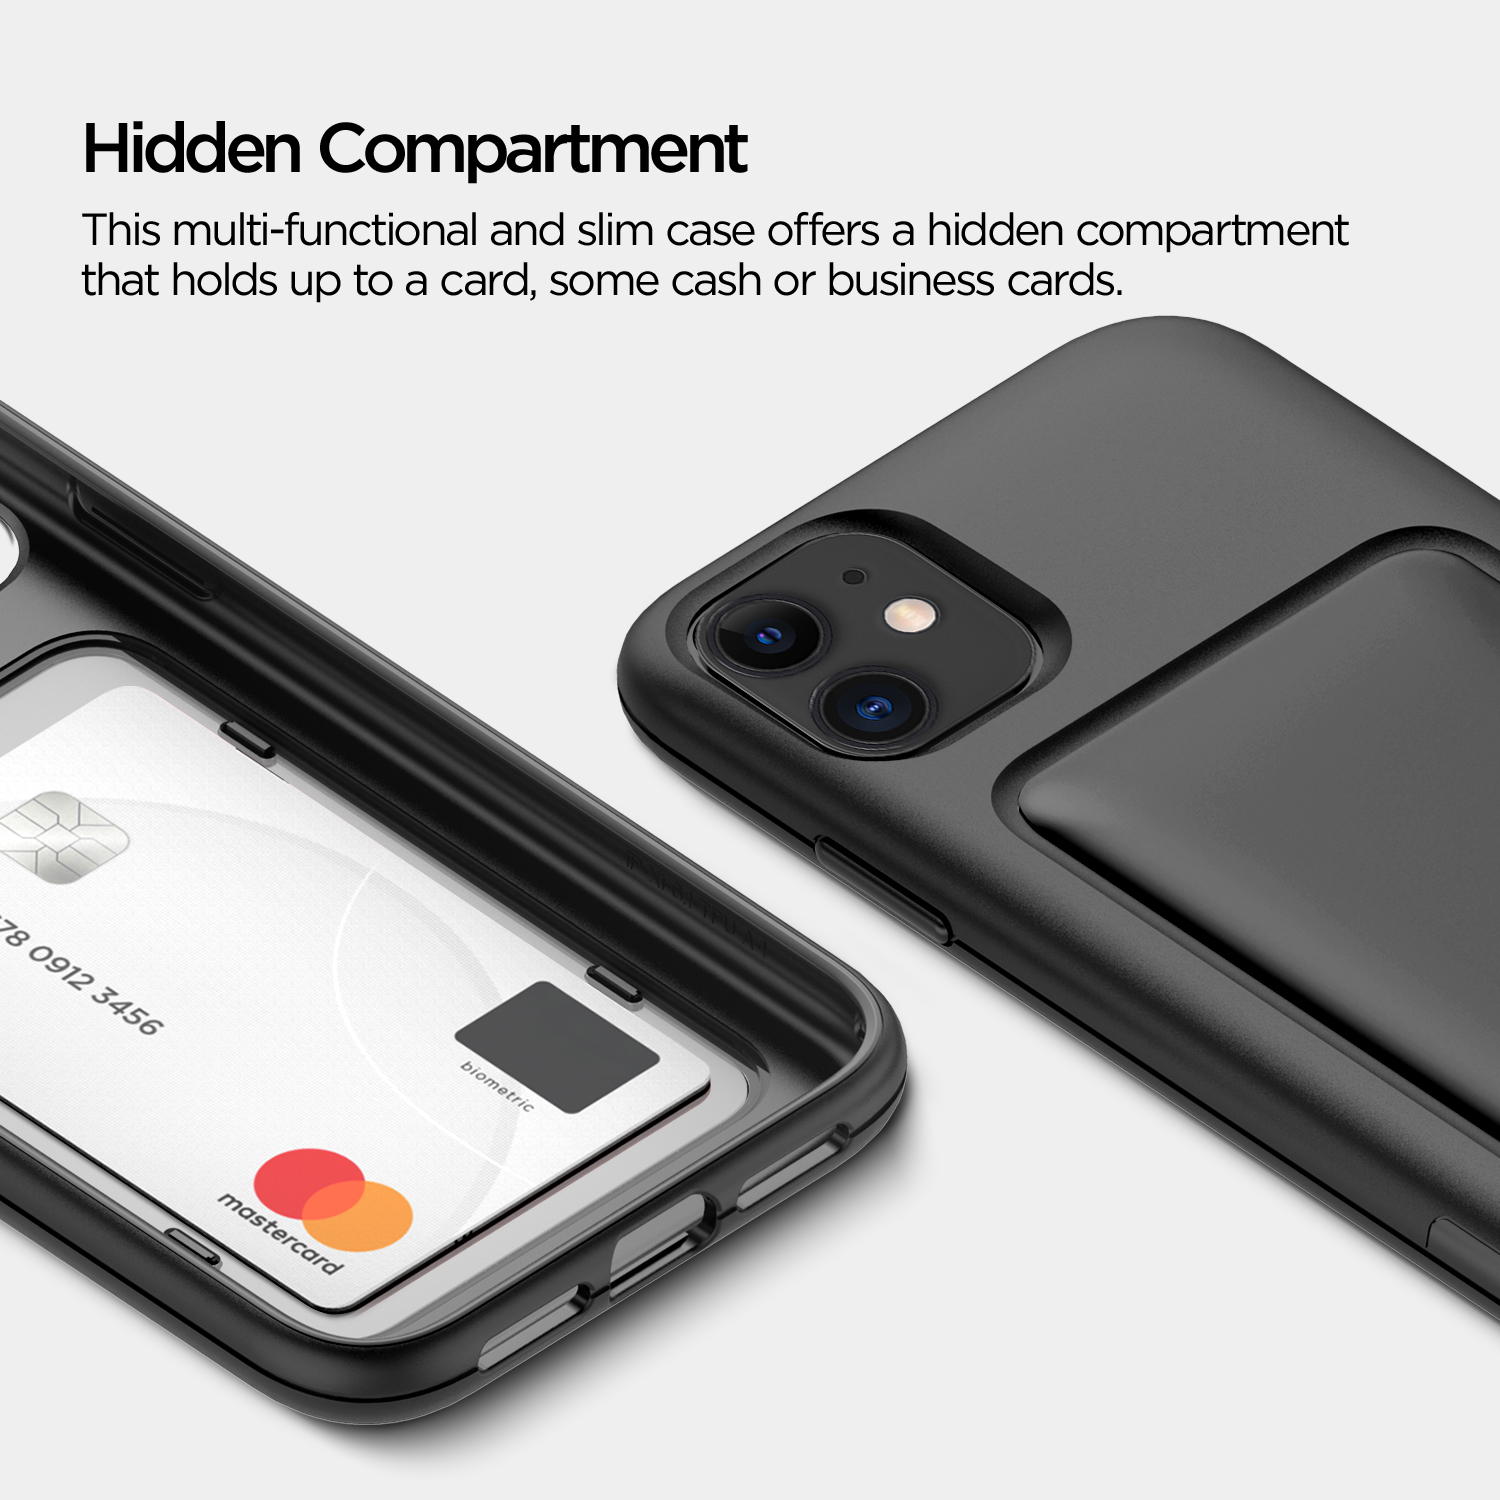 Hidden Compartment
This multi-functional and slim case offers a hidden compartment
that holds up to a card, some cash or business cards.
78 0912 3456
biometric
mastercard